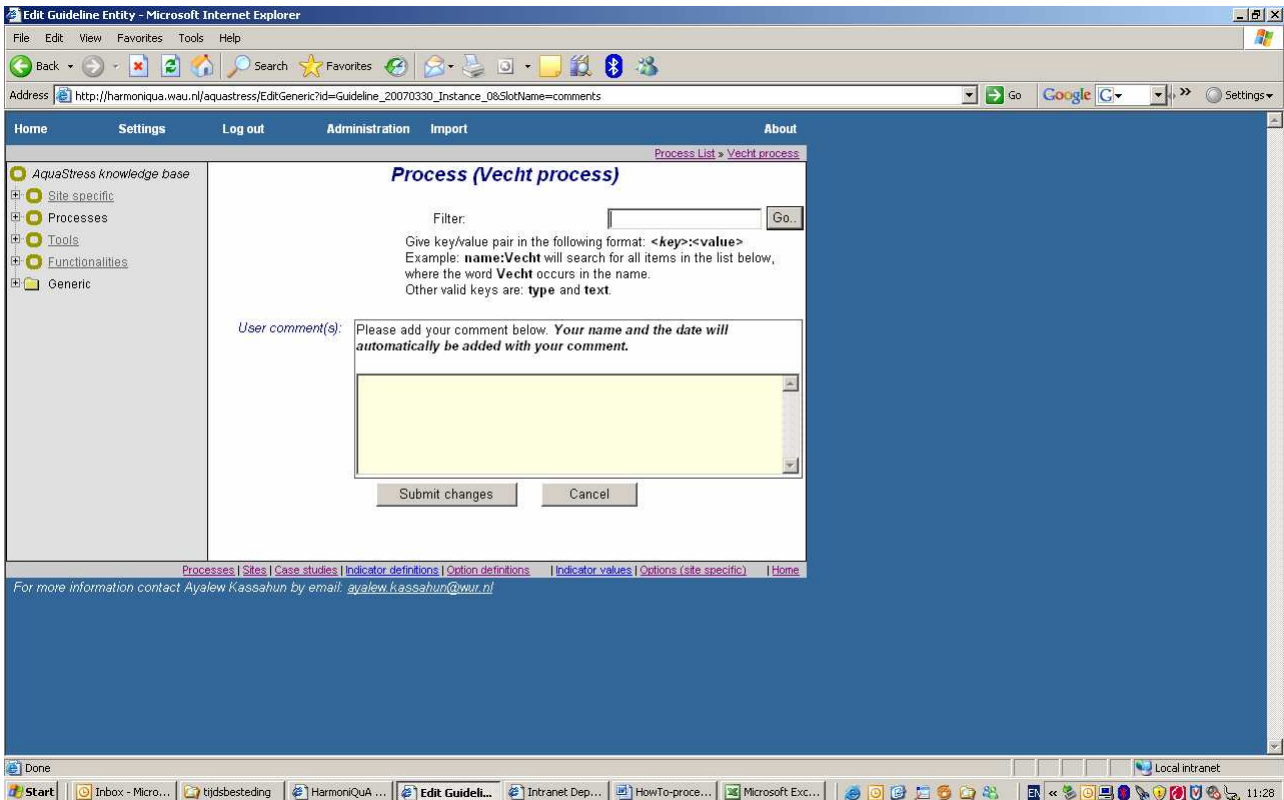 Edit Guideline Entity - Microsoft Internet Explorer
File Edit View Favorites Tools Help
Back Search Favorites
Address http://harmoniqua.wau.nl/aquastress/EditGeneric?id=Guideline_20070330_Instance_0&SlotName=comments Go Google G Settings
Home Settings Log out Administration Import About
Process List » Vecht process
AquaStress knowledge base
Site specific
Processes
Tools
Functionalities
Generic
Process (Vecht process)
Filter: Go..
Give key/value pair in the following format: <key>:<value>
Example: name:Vecht will search for all items in the list below,
where the word Vecht occurs in the name.
Other valid keys are: type and text.
User comment(s):
Please add your comment below. Your name and the date will
automatically be added with your comment.
Submit changes Cancel
Processes | Sites | Case studies | Indicator definitions | Option definitions | Indicator values | Options (site specific) | Home
For more information contact Ayalew Kassahun by email: ayalew.kassahun@wur.nl
Done Local intranet
Start Inbox - Micro... tijdsbesteding HarmoniQuA ... Edit Guideli... Intranet Dep... HowTo-proce... Microsoft Exc... EN « 11:28